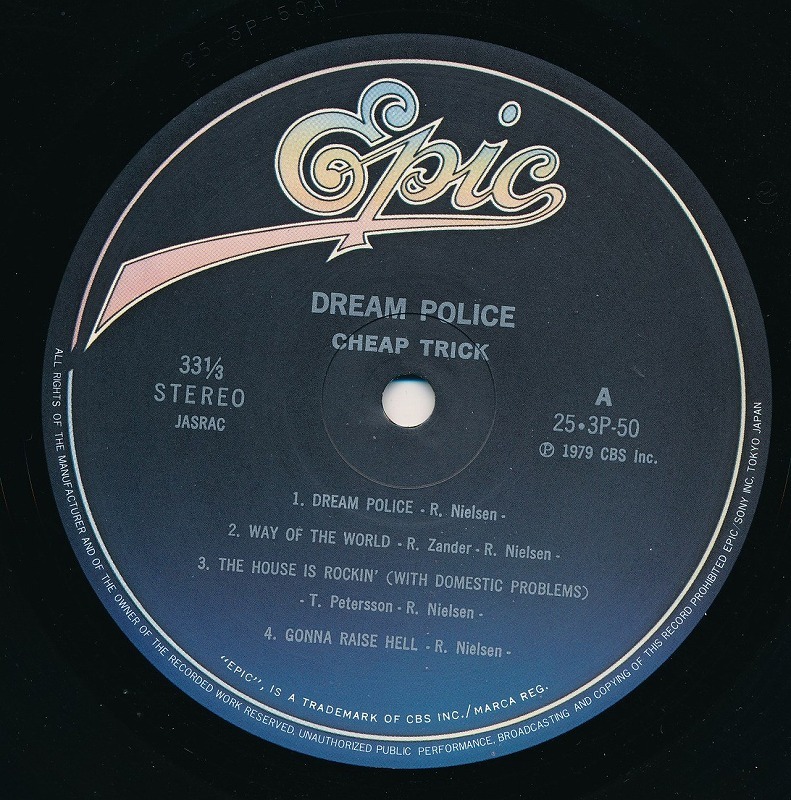 25·3P-50A1
Epic
DREAM POLICE
CHEAP TRICK
33⅓
STEREO
JASRAC
A
25•3P-50
Ⓟ 1979 CBS Inc.
1. DREAM POLICE - R. Nielsen -
2. WAY OF THE WORLD - R. Zander - R. Nielsen -
3. THE HOUSE IS ROCKIN' (WITH DOMESTIC PROBLEMS)
- T. Petersson - R. Nielsen -
4. GONNA RAISE HELL - R. Nielsen -
"EPIC", IS A TRADEMARK OF CBS INC./MARCA REG.
ALL RIGHTS OF THE MANUFACTURER AND OF THE OWNER OF THE RECORDED WORK RESERVED. UNAUTHORIZED PUBLIC PERFORMANCE, BROADCASTING AND COPYING OF THIS RECORD PROHIBITED EPIC/SONY INC. TOKYO JAPAN